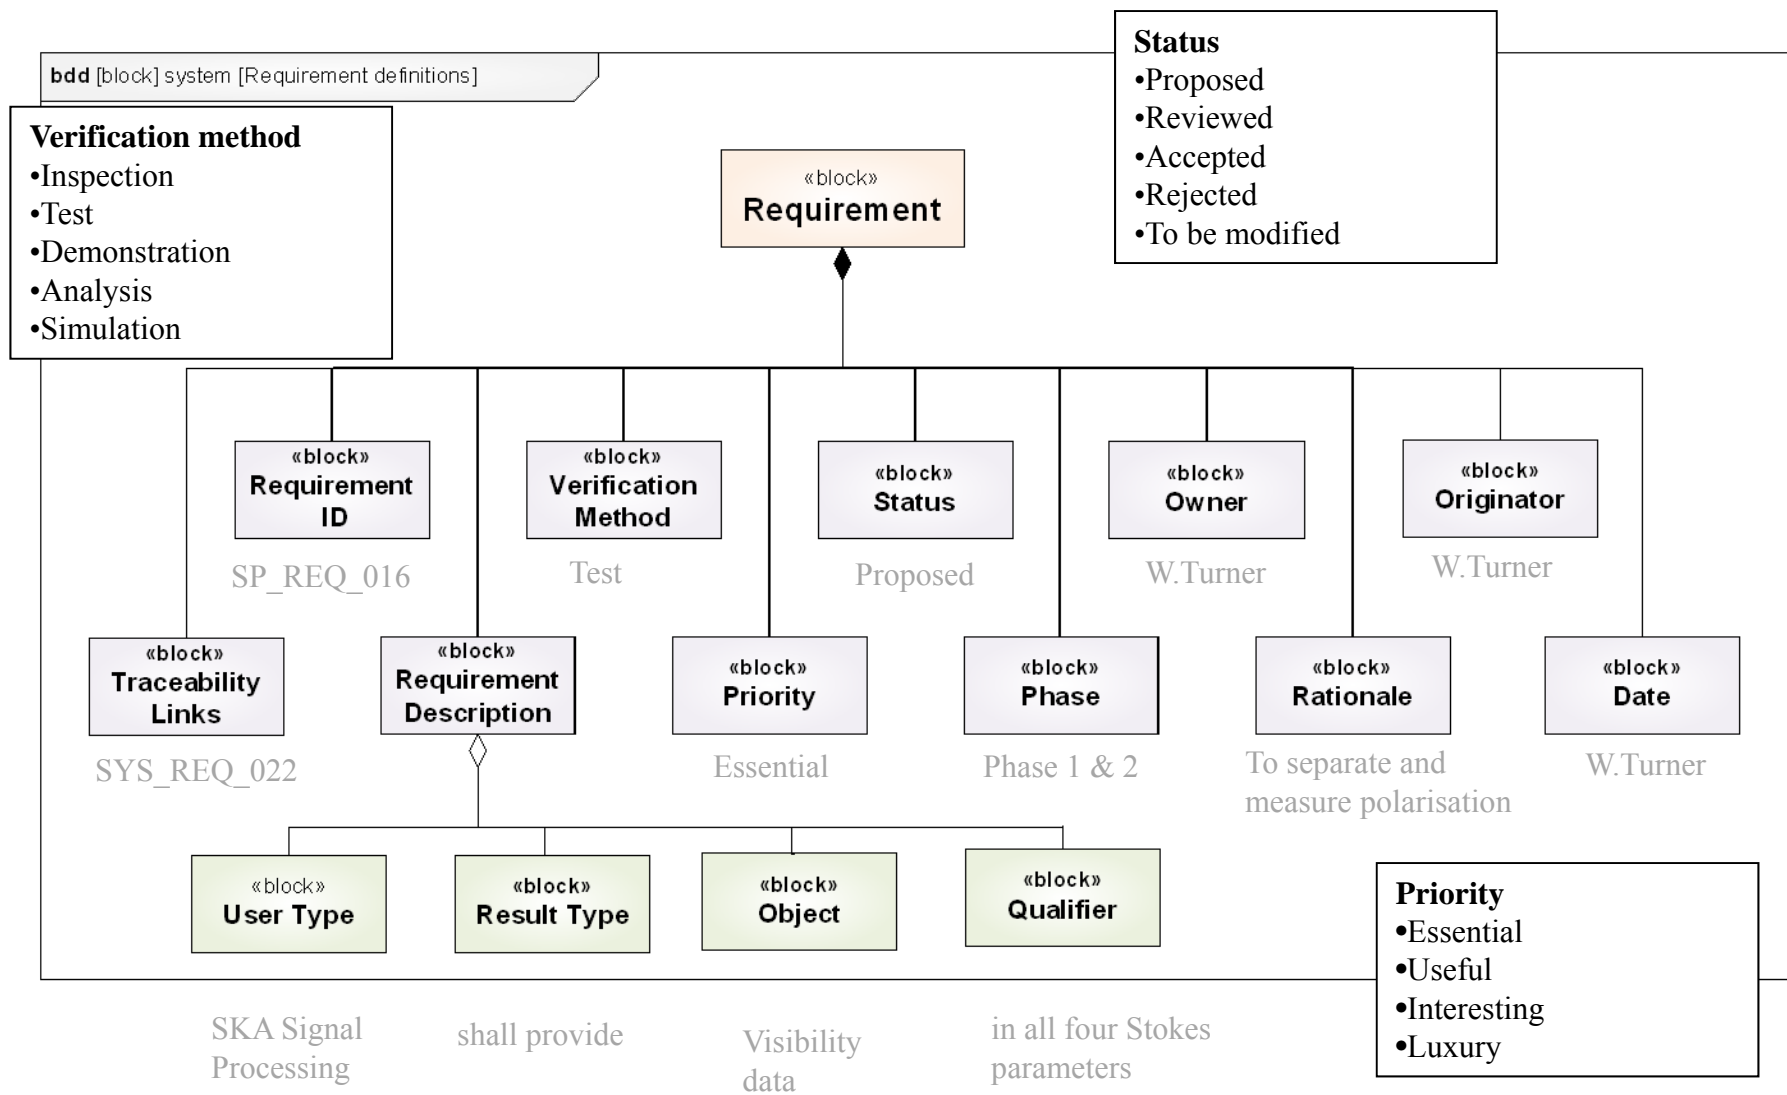 bdd [block] system [Requirement definitions]
Status
•Proposed
•Reviewed
•Accepted
•Rejected
•To be modified
Verification method
•Inspection
•Test
•Demonstration
•Analysis
•Simulation
«block»
Requirement
«block»
Requirement
ID
SP_REQ_016
«block»
Verification
Method
Test
«block»
Status
Proposed
«block»
Owner
W.Turner
«block»
Originator
W.Turner
«block»
Traceability
Links
SYS_REQ_022
«block»
Requirement
Description
«block»
Priority
Essential
«block»
Phase
Phase 1 & 2
«block»
Rationale
To separate and
measure polarisation
«block»
Date
W.Turner
«block»
User Type
«block»
Result Type
«block»
Object
«block»
Qualifier
SKA Signal
Processing
shall provide
Visibility
data
in all four Stokes
parameters
Priority
•Essential
•Useful
•Interesting
•Luxury